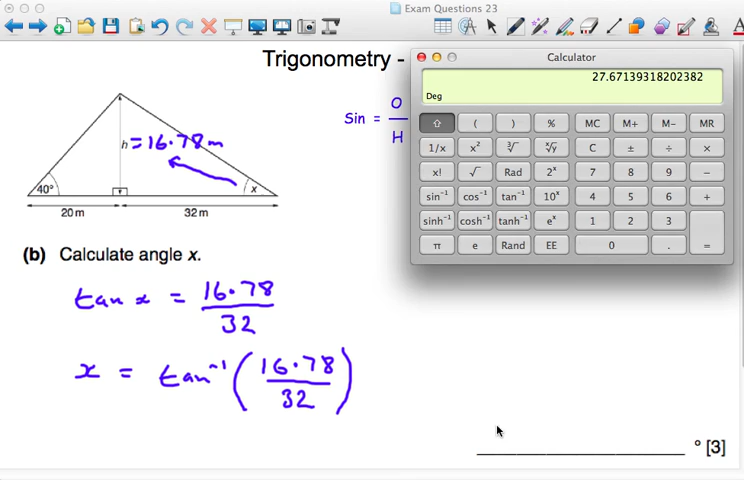 Exam Questions 23
Trigonometry -
Calculator
27.67139318202382
Deg
( ) % MC M+ M− MR
1/x x² ³√ ˣ√y C ± ÷ ×
x! √ Rad 2ˣ 7 8 9 −
sin⁻¹ cos⁻¹ tan⁻¹ 10ˣ 4 5 6 +
sinh⁻¹ cosh⁻¹ tanh⁻¹ eˣ 1 2 3
π e Rand EE 0 . =
Sin = O
H
h = 16.78 m
40° x
20 m 32 m
(b) Calculate angle x.
tan x = 16.78
32
x = tan⁻¹ ( 16.78 )
32
° [3]